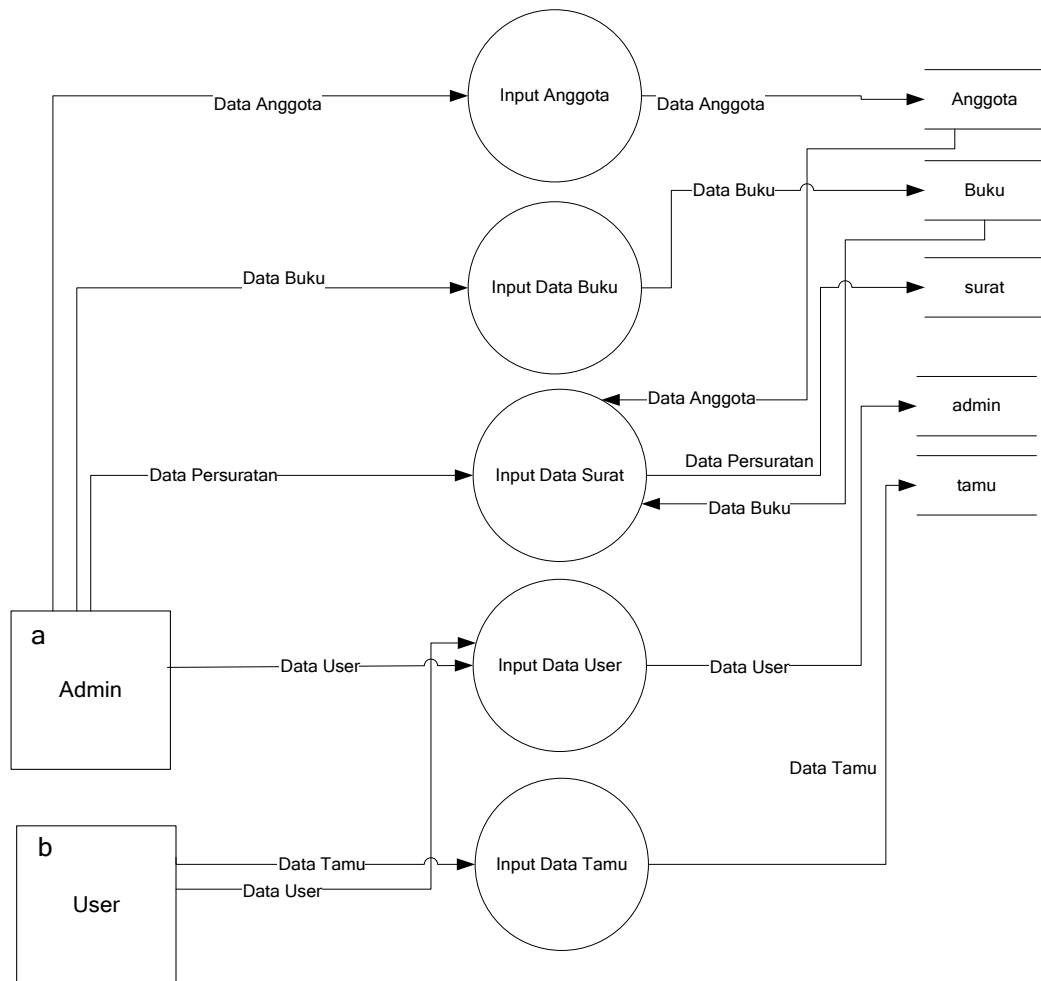 Data Anggota
Input Anggota
Data Anggota
Anggota
Data Buku
Input Data Buku
Data Buku
Buku
surat
Data Anggota
admin
Data Persuratan
Input Data Surat
Data Persuratan
Data Buku
tamu
a
Admin
Data User
Input Data User
Data User
Data Tamu
b
User
Data Tamu
Data User
Input Data Tamu